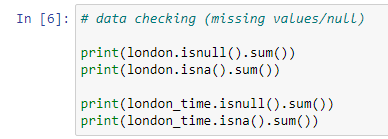 In [6]: # data checking (missing values/null)
print(london.isnull().sum())
print(london.isna().sum())
print(london_time.isnull().sum())
print(london_time.isna().sum())